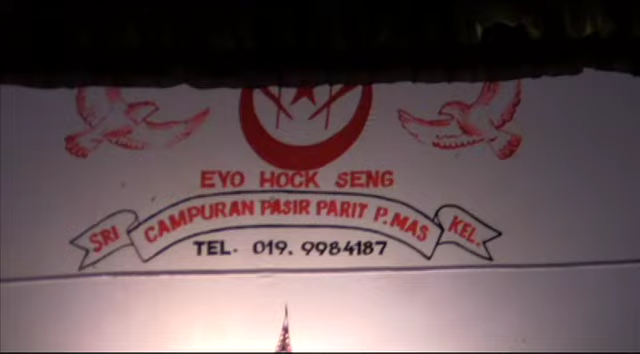 EYO HOCK SENG
SRI CAMPURAN PASIR PARIT P.MAS KEL.
TEL. 019. 9984187